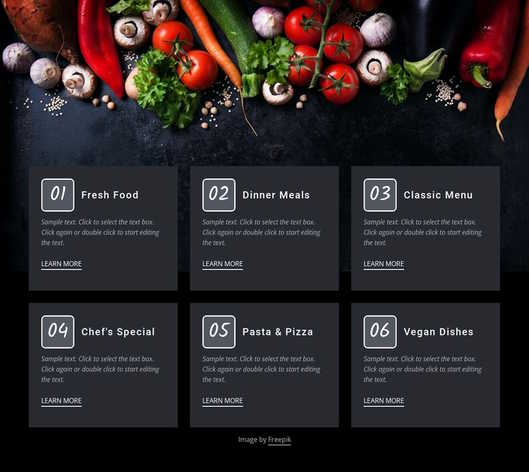 01 Fresh Food
Sample text. Click to select the text box.
Click again or double click to start editing
the text.
LEARN MORE
02 Dinner Meals
Sample text. Click to select the text box.
Click again or double click to start editing
the text.
LEARN MORE
03 Classic Menu
Sample text. Click to select the text box.
Click again or double click to start editing
the text.
LEARN MORE
04 Chef's Special
Sample text. Click to select the text box.
Click again or double click to start editing
the text.
LEARN MORE
05 Pasta & Pizza
Sample text. Click to select the text box.
Click again or double click to start editing
the text.
LEARN MORE
06 Vegan Dishes
Sample text. Click to select the text box.
Click again or double click to start editing
the text.
LEARN MORE
Image by Freepik